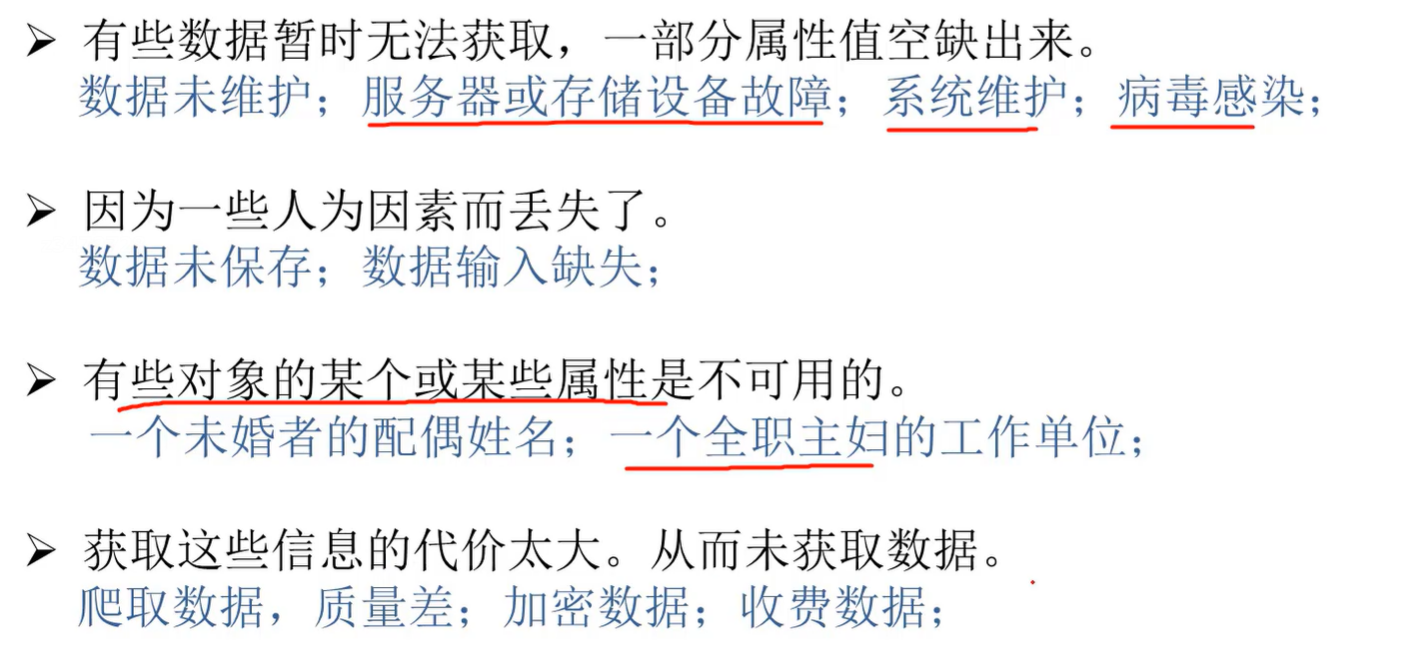 ➢ 有些数据暂时无法获取，一部分属性值空缺出来。
数据未维护；服务器或存储设备故障；系统维护；病毒感染；
➢ 因为一些人为因素而丢失了。
数据未保存；数据输入缺失；
➢ 有些对象的某个或某些属性是不可用的。
一个未婚者的配偶姓名；一个全职主妇的工作单位；
➢ 获取这些信息的代价太大。从而未获取数据。
爬取数据，质量差；加密数据；收费数据；